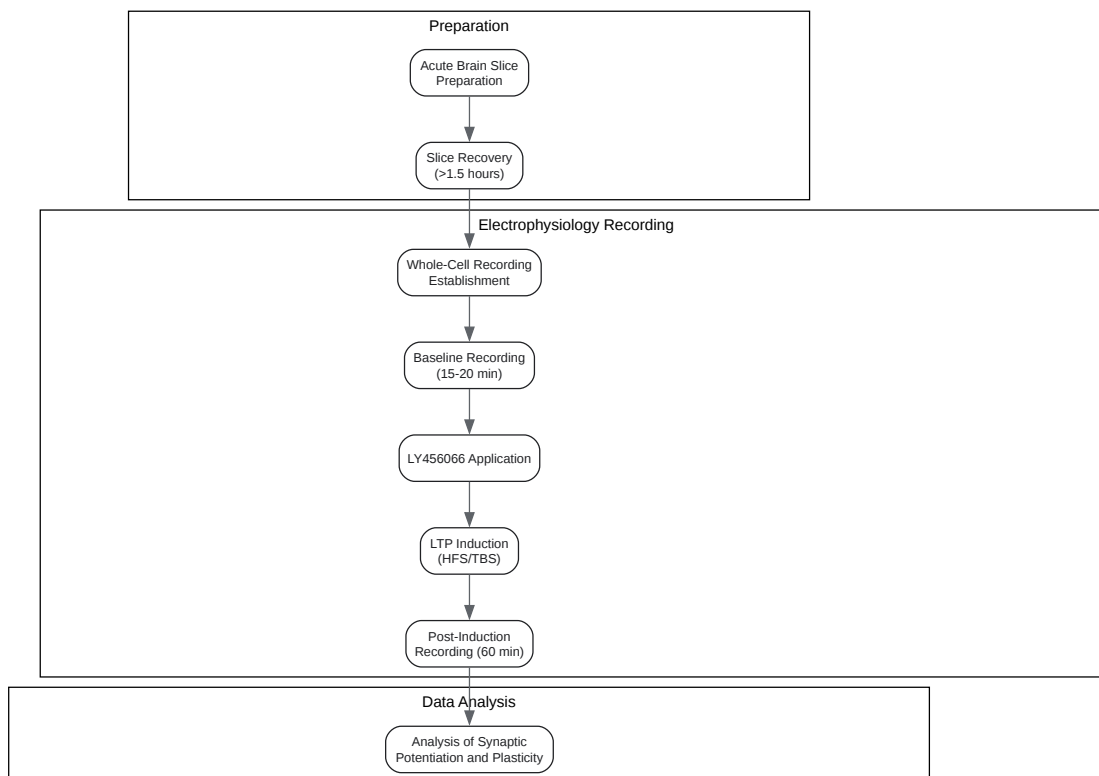 Preparation
Acute Brain Slice
Preparation
Slice Recovery
(>1.5 hours)
Electrophysiology Recording
Whole-Cell Recording
Establishment
Baseline Recording
(15-20 min)
LY456066 Application
LTP Induction
(HFS/TBS)
Post-Induction
Recording (60 min)
Data Analysis
Analysis of Synaptic
Potentiation and Plasticity